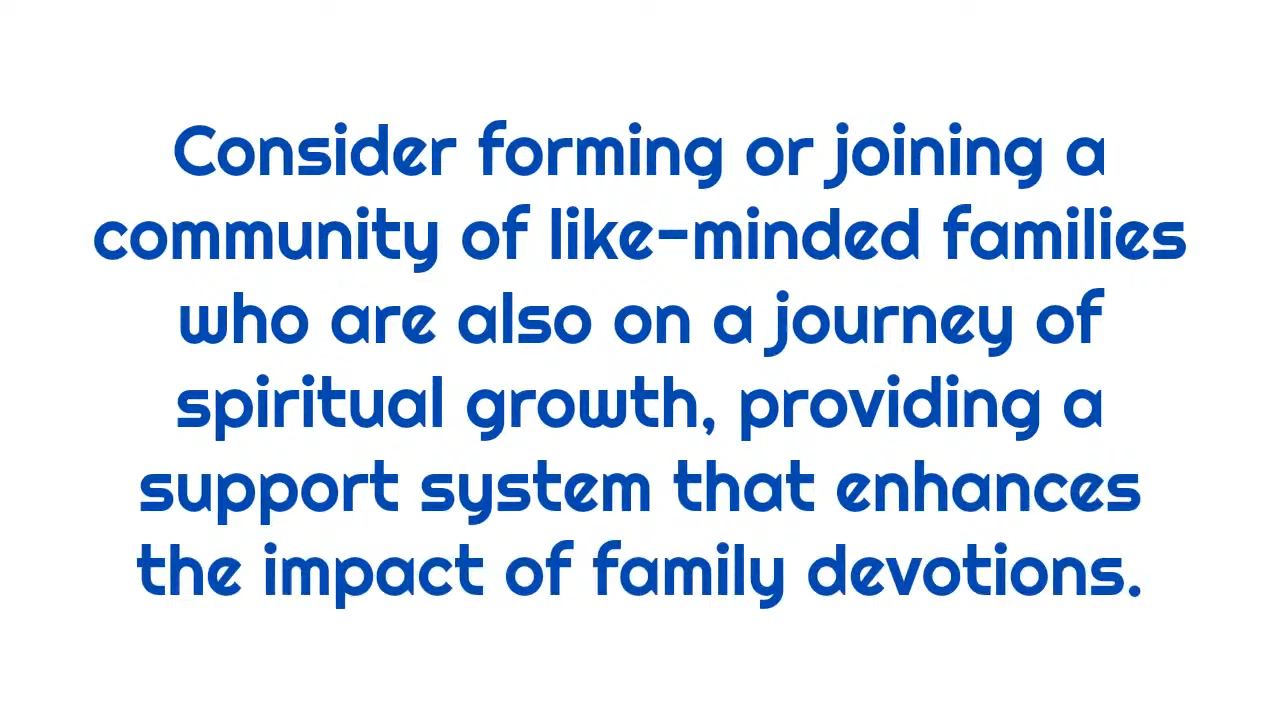 Consider forming or joining a
community of like-minded families
who are also on a journey of
spiritual growth, providing a
support system that enhances
the impact of family devotions.